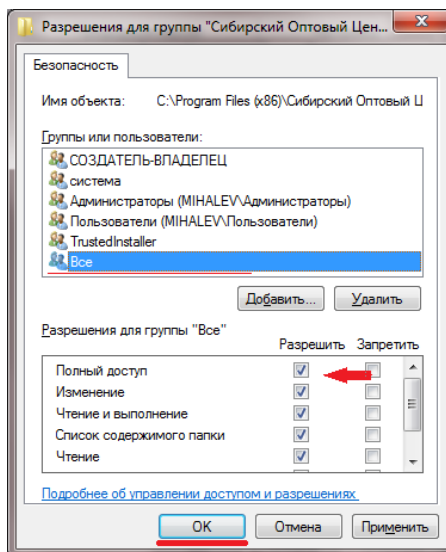 Разрешения для группы "Сибирский Оптовый Цен...
Безопасность
Имя объекта: C:\Program Files (x86)\Сибирский Оптовый Ц
Группы или пользователи:
СОЗДАТЕЛЬ-ВЛАДЕЛЕЦ
система
Администраторы (MIHALEV\Администраторы)
Пользователи (MIHALEV\Пользователи)
TrustedInstaller
Все
Добавить... Удалить
Разрешения для группы "Все" Разрешить Запретить
Полный доступ
Изменение
Чтение и выполнение
Список содержимого папки
Чтение
Подробнее об управлении доступом и разрешениях
OK Отмена Применить